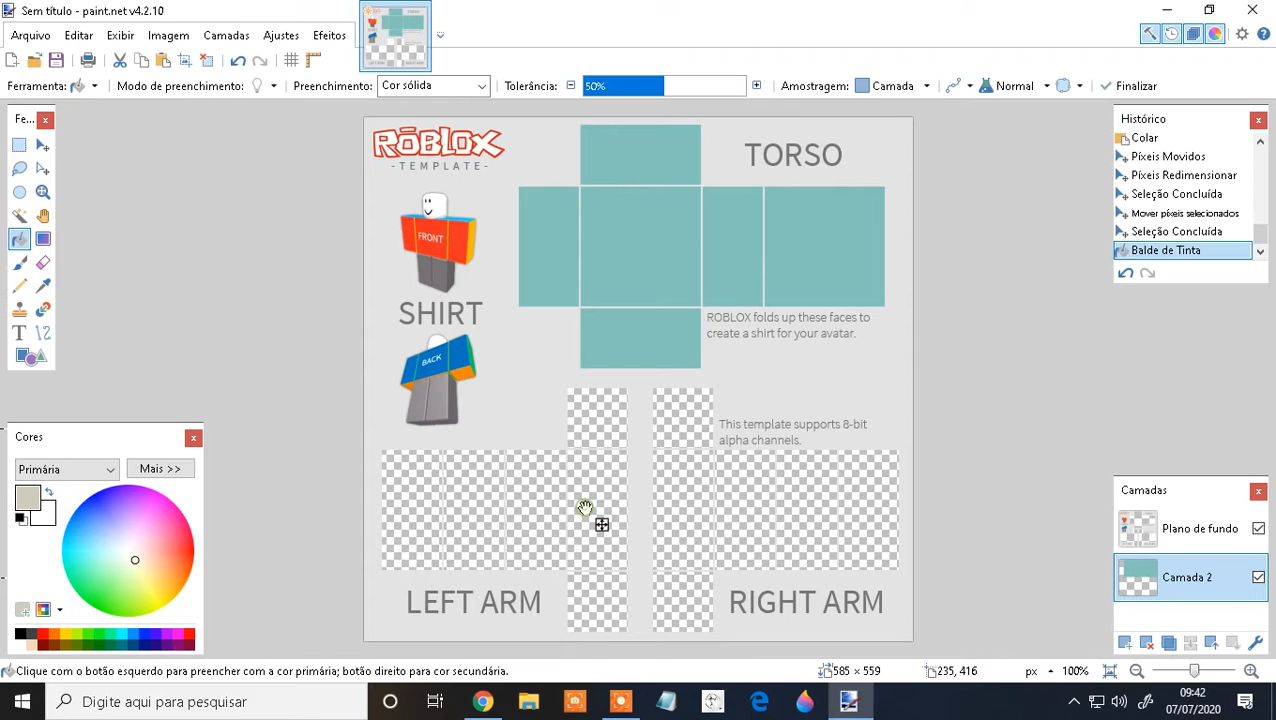 Sem título - paint.net v4.2.10
Arquivo Editar Exibir Imagem Camadas Ajustes Efeitos
Ferramenta: Modo de preenchimento: Preenchimento: Cor sólida Tolerância: 50% Amostragem: Camada Normal Finalizar
Fe...
Histórico
Colar
Píxeis Movidos
Píxeis Redimensionar
Seleção Concluída
Mover píxeis selecionados
Seleção Concluída
Balde de Tinta
ROBLOX
-TEMPLATE-
TORSO
FRONT
SHIRT
BACK
ROBLOX folds up these faces to
create a shirt for your avatar.
This template supports 8-bit
alpha channels.
LEFT ARM
RIGHT ARM
Cores
Primária Mais >>
Camadas
Plano de fundo
Camada 2
Clique com o botão esquerdo para preencher com a cor primária; botão direito para cor secundária. 585 × 559 235, 416 px 100%
Digite aqui para pesquisar
09:42
07/07/2020